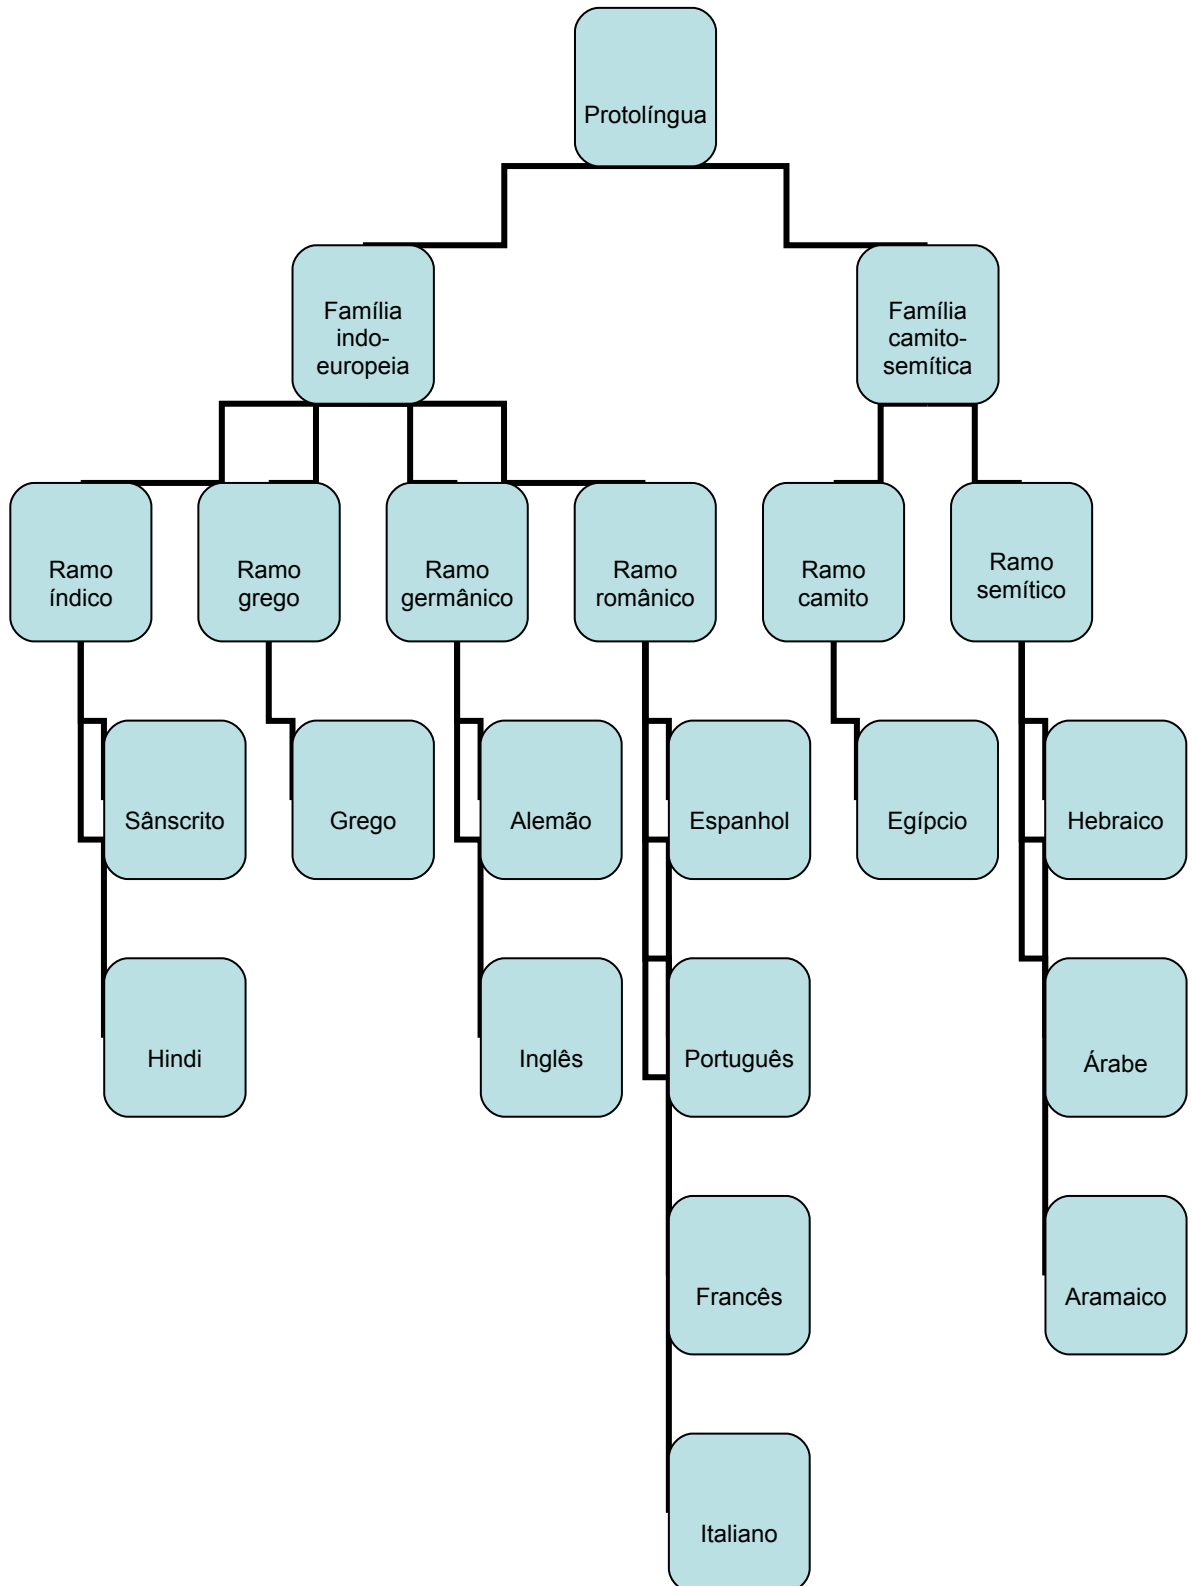 Protolíngua
Família
indo-
europeia
Família
camito-
semítica
Ramo
índico
Ramo
grego
Ramo
germânico
Ramo
românico
Ramo
camito
Ramo
semítico
Sânscrito
Grego
Alemão
Espanhol
Egípcio
Hebraico
Hindi
Inglês
Português
Árabe
Francês
Aramaico
Italiano